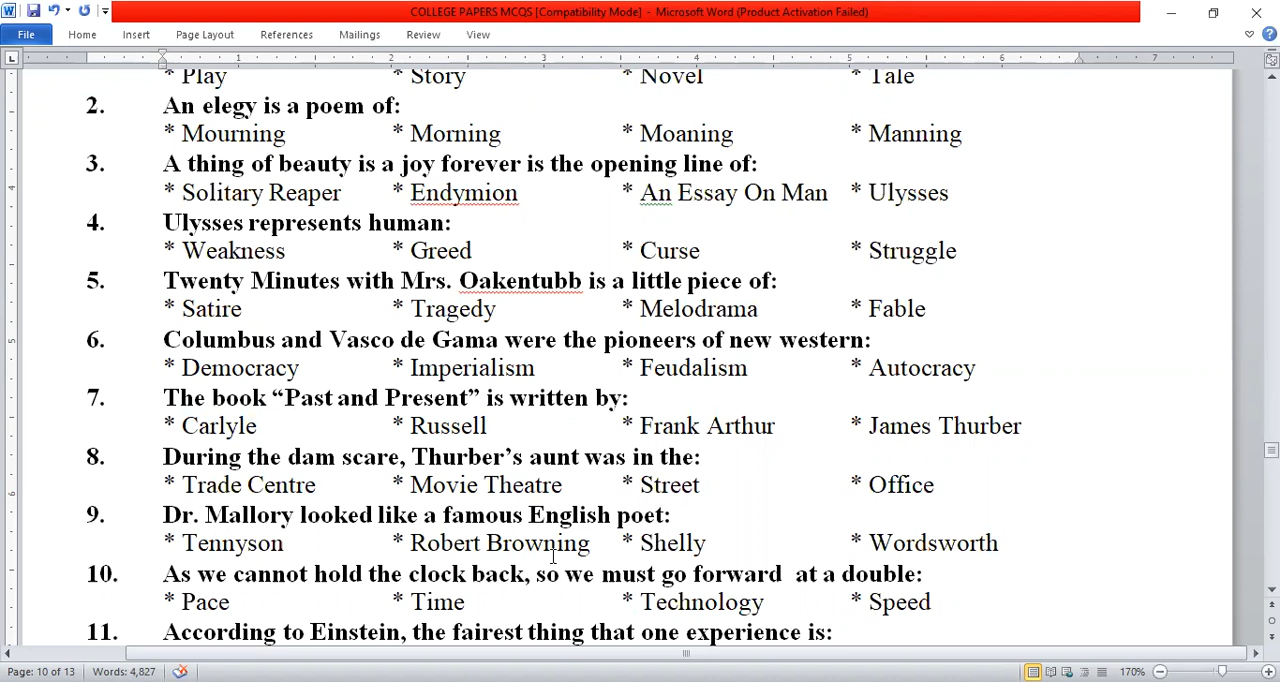 COLLEGE PAPERS MCQS [Compatibility Mode] - Microsoft Word (Product Activation Failed)
File Home Insert Page Layout References Mailings Review View
1 2 3 4 5 6 7
* Play * Story * Novel * Tale
2. An elegy is a poem of:
* Mourning * Morning * Moaning * Manning
3. A thing of beauty is a joy forever is the opening line of:
* Solitary Reaper * Endymion * An Essay On Man * Ulysses
4. Ulysses represents human:
* Weakness * Greed * Curse * Struggle
5. Twenty Minutes with Mrs. Oakentubb is a little piece of:
* Satire * Tragedy * Melodrama * Fable
6. Columbus and Vasco de Gama were the pioneers of new western:
* Democracy * Imperialism * Feudalism * Autocracy
7. The book “Past and Present” is written by:
* Carlyle * Russell * Frank Arthur * James Thurber
8. During the dam scare, Thurber’s aunt was in the:
* Trade Centre * Movie Theatre * Street * Office
9. Dr. Mallory looked like a famous English poet:
* Tennyson * Robert Browning * Shelly * Wordsworth
10. As we cannot hold the clock back, so we must go forward at a double:
* Pace * Time * Technology * Speed
11. According to Einstein, the fairest thing that one experience is:
Page: 10 of 13 Words: 4,827 170%